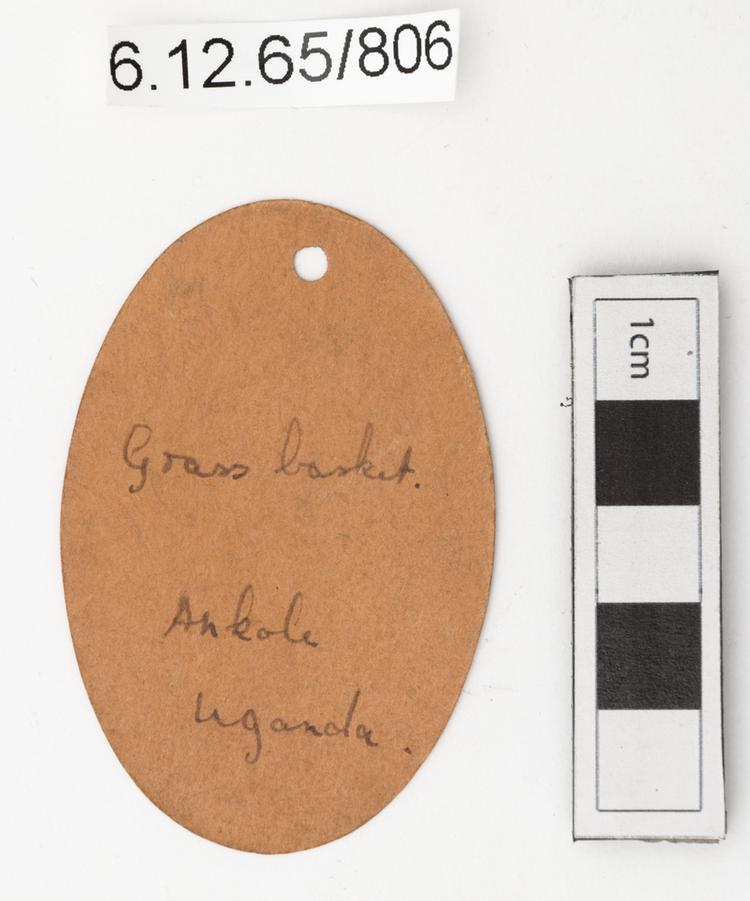 6.12.65/806
Grass basket.
Ankole
Uganda.
1cm